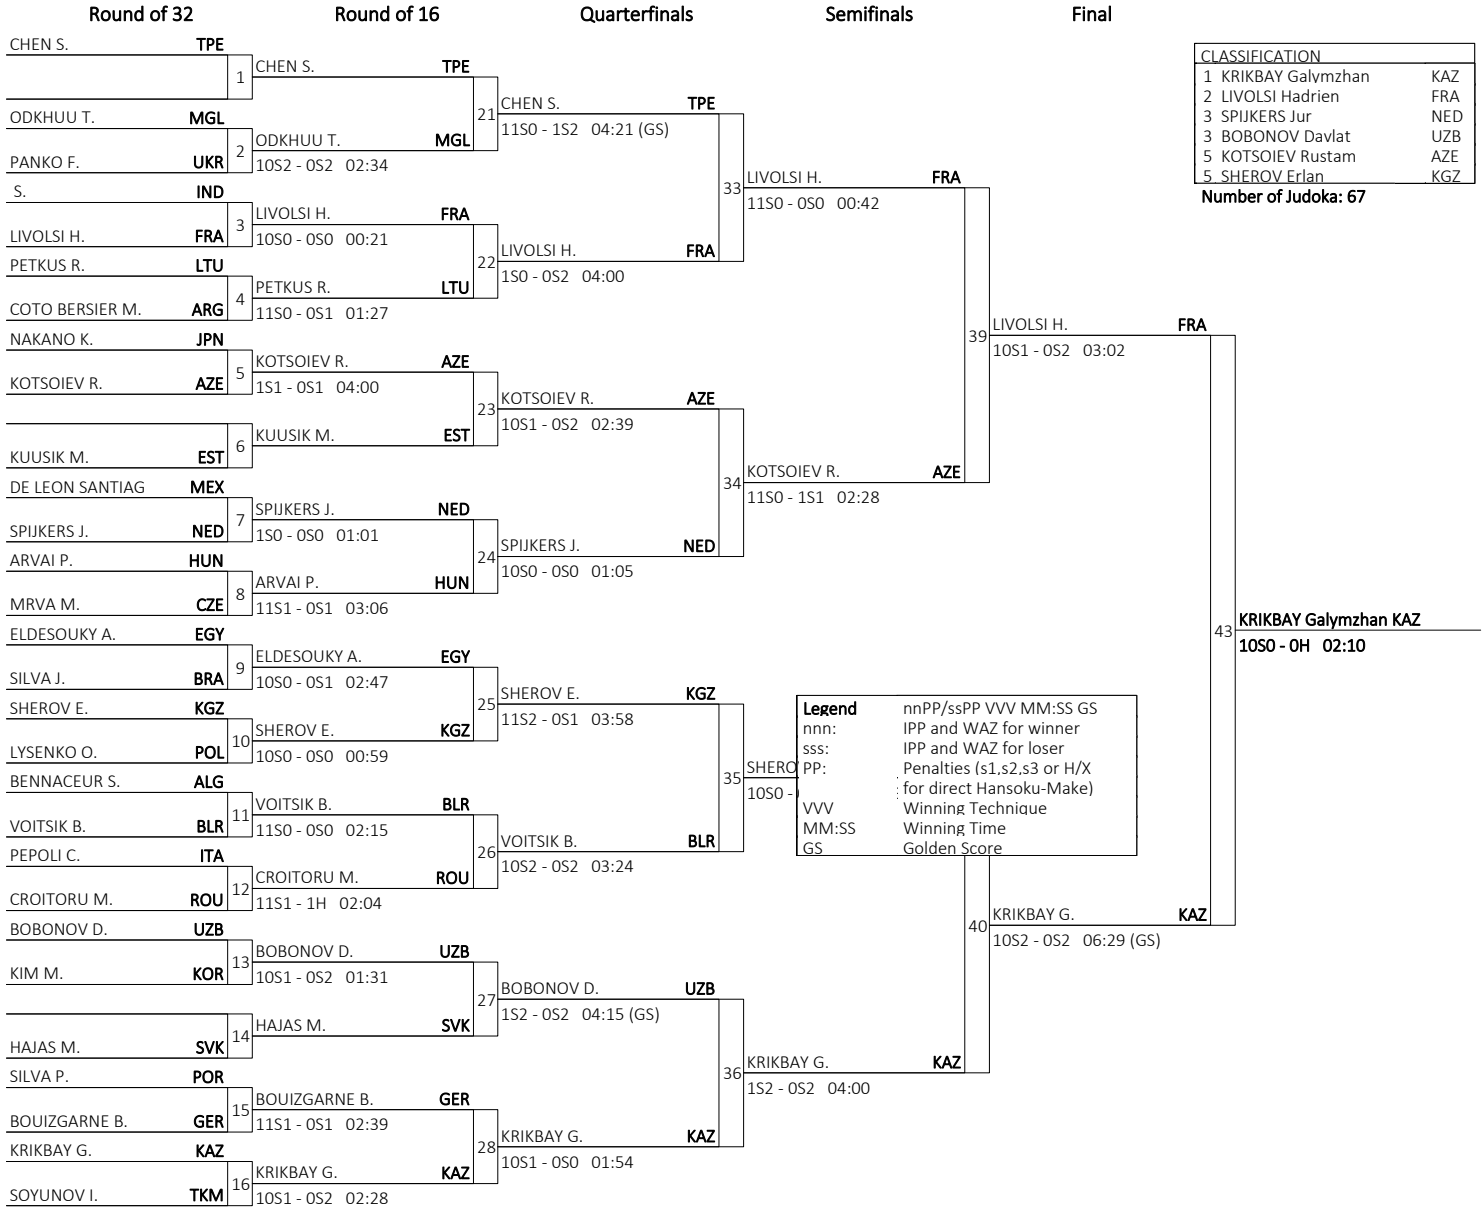 Round of 32 Round of 16 Quarterfinals Semifinals Final
CHEN S. TPE
1
CHEN S. TPE
ODKHUU T. MGL
PANKO F. UKR
2
ODKHUU T. MGL
10S2 - 0S2 02:34
21
CHEN S. TPE
11S0 - 1S2 04:21 (GS)
S. IND
LIVOLSI H. FRA
3
LIVOLSI H. FRA
10S0 - 0S0 00:21
PETKUS R. LTU
COTO BERSIER M. ARG
4
PETKUS R. LTU
11S0 - 0S1 01:27
22
LIVOLSI H. FRA
1S0 - 0S2 04:00
33
LIVOLSI H. FRA
11S0 - 0S0 00:42
NAKANO K. JPN
KOTSOIEV R. AZE
5
KOTSOIEV R. AZE
1S1 - 0S1 04:00
KUUSIK M. EST
6
KUUSIK M. EST
23
KOTSOIEV R. AZE
10S1 - 0S2 02:39
DE LEON SANTIAG MEX
SPIJKERS J. NED
7
SPIJKERS J. NED
1S0 - 0S0 01:01
ARVAI P. HUN
MRVA M. CZE
8
ARVAI P. HUN
11S1 - 0S1 03:06
24
SPIJKERS J. NED
10S0 - 0S0 01:05
34
KOTSOIEV R. AZE
11S0 - 1S1 02:28
39
LIVOLSI H. FRA
10S1 - 0S2 03:02
ELDESOUKY A. EGY
SILVA J. BRA
9
ELDESOUKY A. EGY
10S0 - 0S1 02:47
SHEROV E. KGZ
LYSENKO O. POL
10
SHEROV E. KGZ
10S0 - 0S0 00:59
25
SHEROV E. KGZ
11S2 - 0S1 03:58
BENNACEUR S. ALG
VOITSIK B. BLR
11
VOITSIK B. BLR
11S0 - 0S0 02:15
PEPOLI C. ITA
CROITORU M. ROU
12
CROITORU M. ROU
11S1 - 1H 02:04
26
VOITSIK B. BLR
10S2 - 0S2 03:24
35
SHERO
10S0 -
BOBONOV D. UZB
KIM M. KOR
13
BOBONOV D. UZB
10S1 - 0S2 01:31
HAJAS M. SVK
14
HAJAS M. SVK
27
BOBONOV D. UZB
1S2 - 0S2 04:15 (GS)
SILVA P. POR
BOUIZGARNE B. GER
15
BOUIZGARNE B. GER
11S1 - 0S1 02:39
KRIKBAY G. KAZ
SOYUNOV I. TKM
16
KRIKBAY G. KAZ
10S1 - 0S2 02:28
28
KRIKBAY G. KAZ
10S1 - 0S0 01:54
36
KRIKBAY G. KAZ
1S2 - 0S2 04:00
40
KRIKBAY G. KAZ
10S2 - 0S2 06:29 (GS)
43
KRIKBAY Galymzhan KAZ
10S0 - 0H 02:10
CLASSIFICATION
1 KRIKBAY Galymzhan KAZ
2 LIVOLSI Hadrien FRA
3 SPIJKERS Jur NED
3 BOBONOV Davlat UZB
5 KOTSOIEV Rustam AZE
5 SHEROV Erlan KGZ
Number of Judoka: 67
Legend nnPP/ssPP VVV MM:SS GS
nnn: IPP and WAZ for winner
sss: IPP and WAZ for loser
PP: Penalties (s1,s2,s3 or H/X
for direct Hansoku-Make)
VVV Winning Technique
MM:SS Winning Time
GS Golden Score